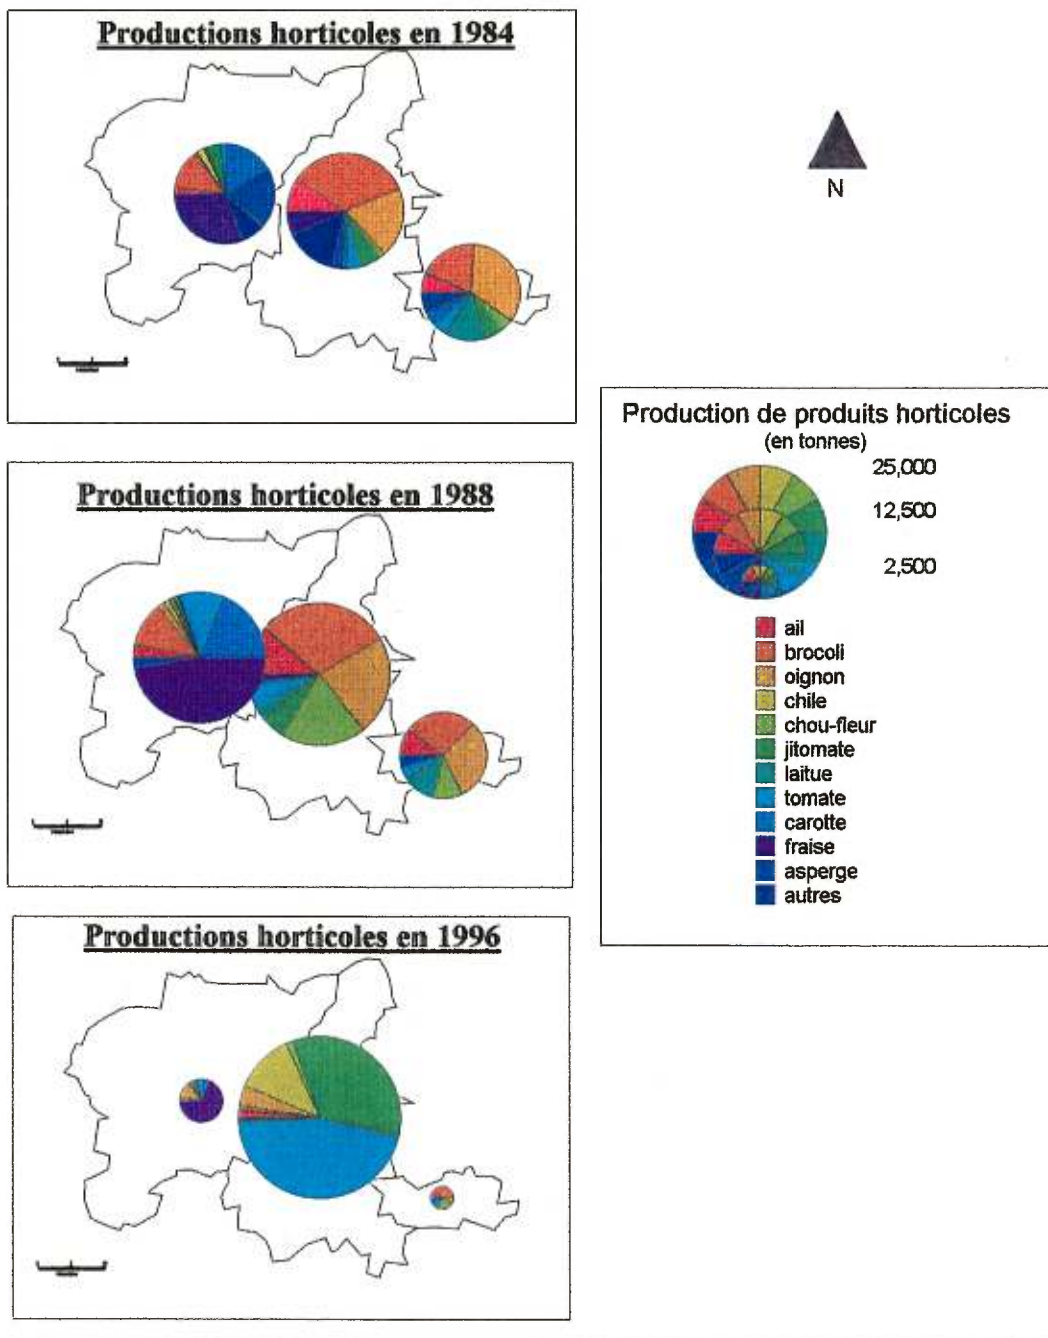 Productions horticoles en 1984
N
Productions horticoles en 1988
Production de produits horticoles
(en tonnes)
25,000
12,500
2,500
ail
brocoli
oignon
chile
chou-fleur
jitomate
laitue
tomate
carotte
fraise
asperge
autres
Productions horticoles en 1996